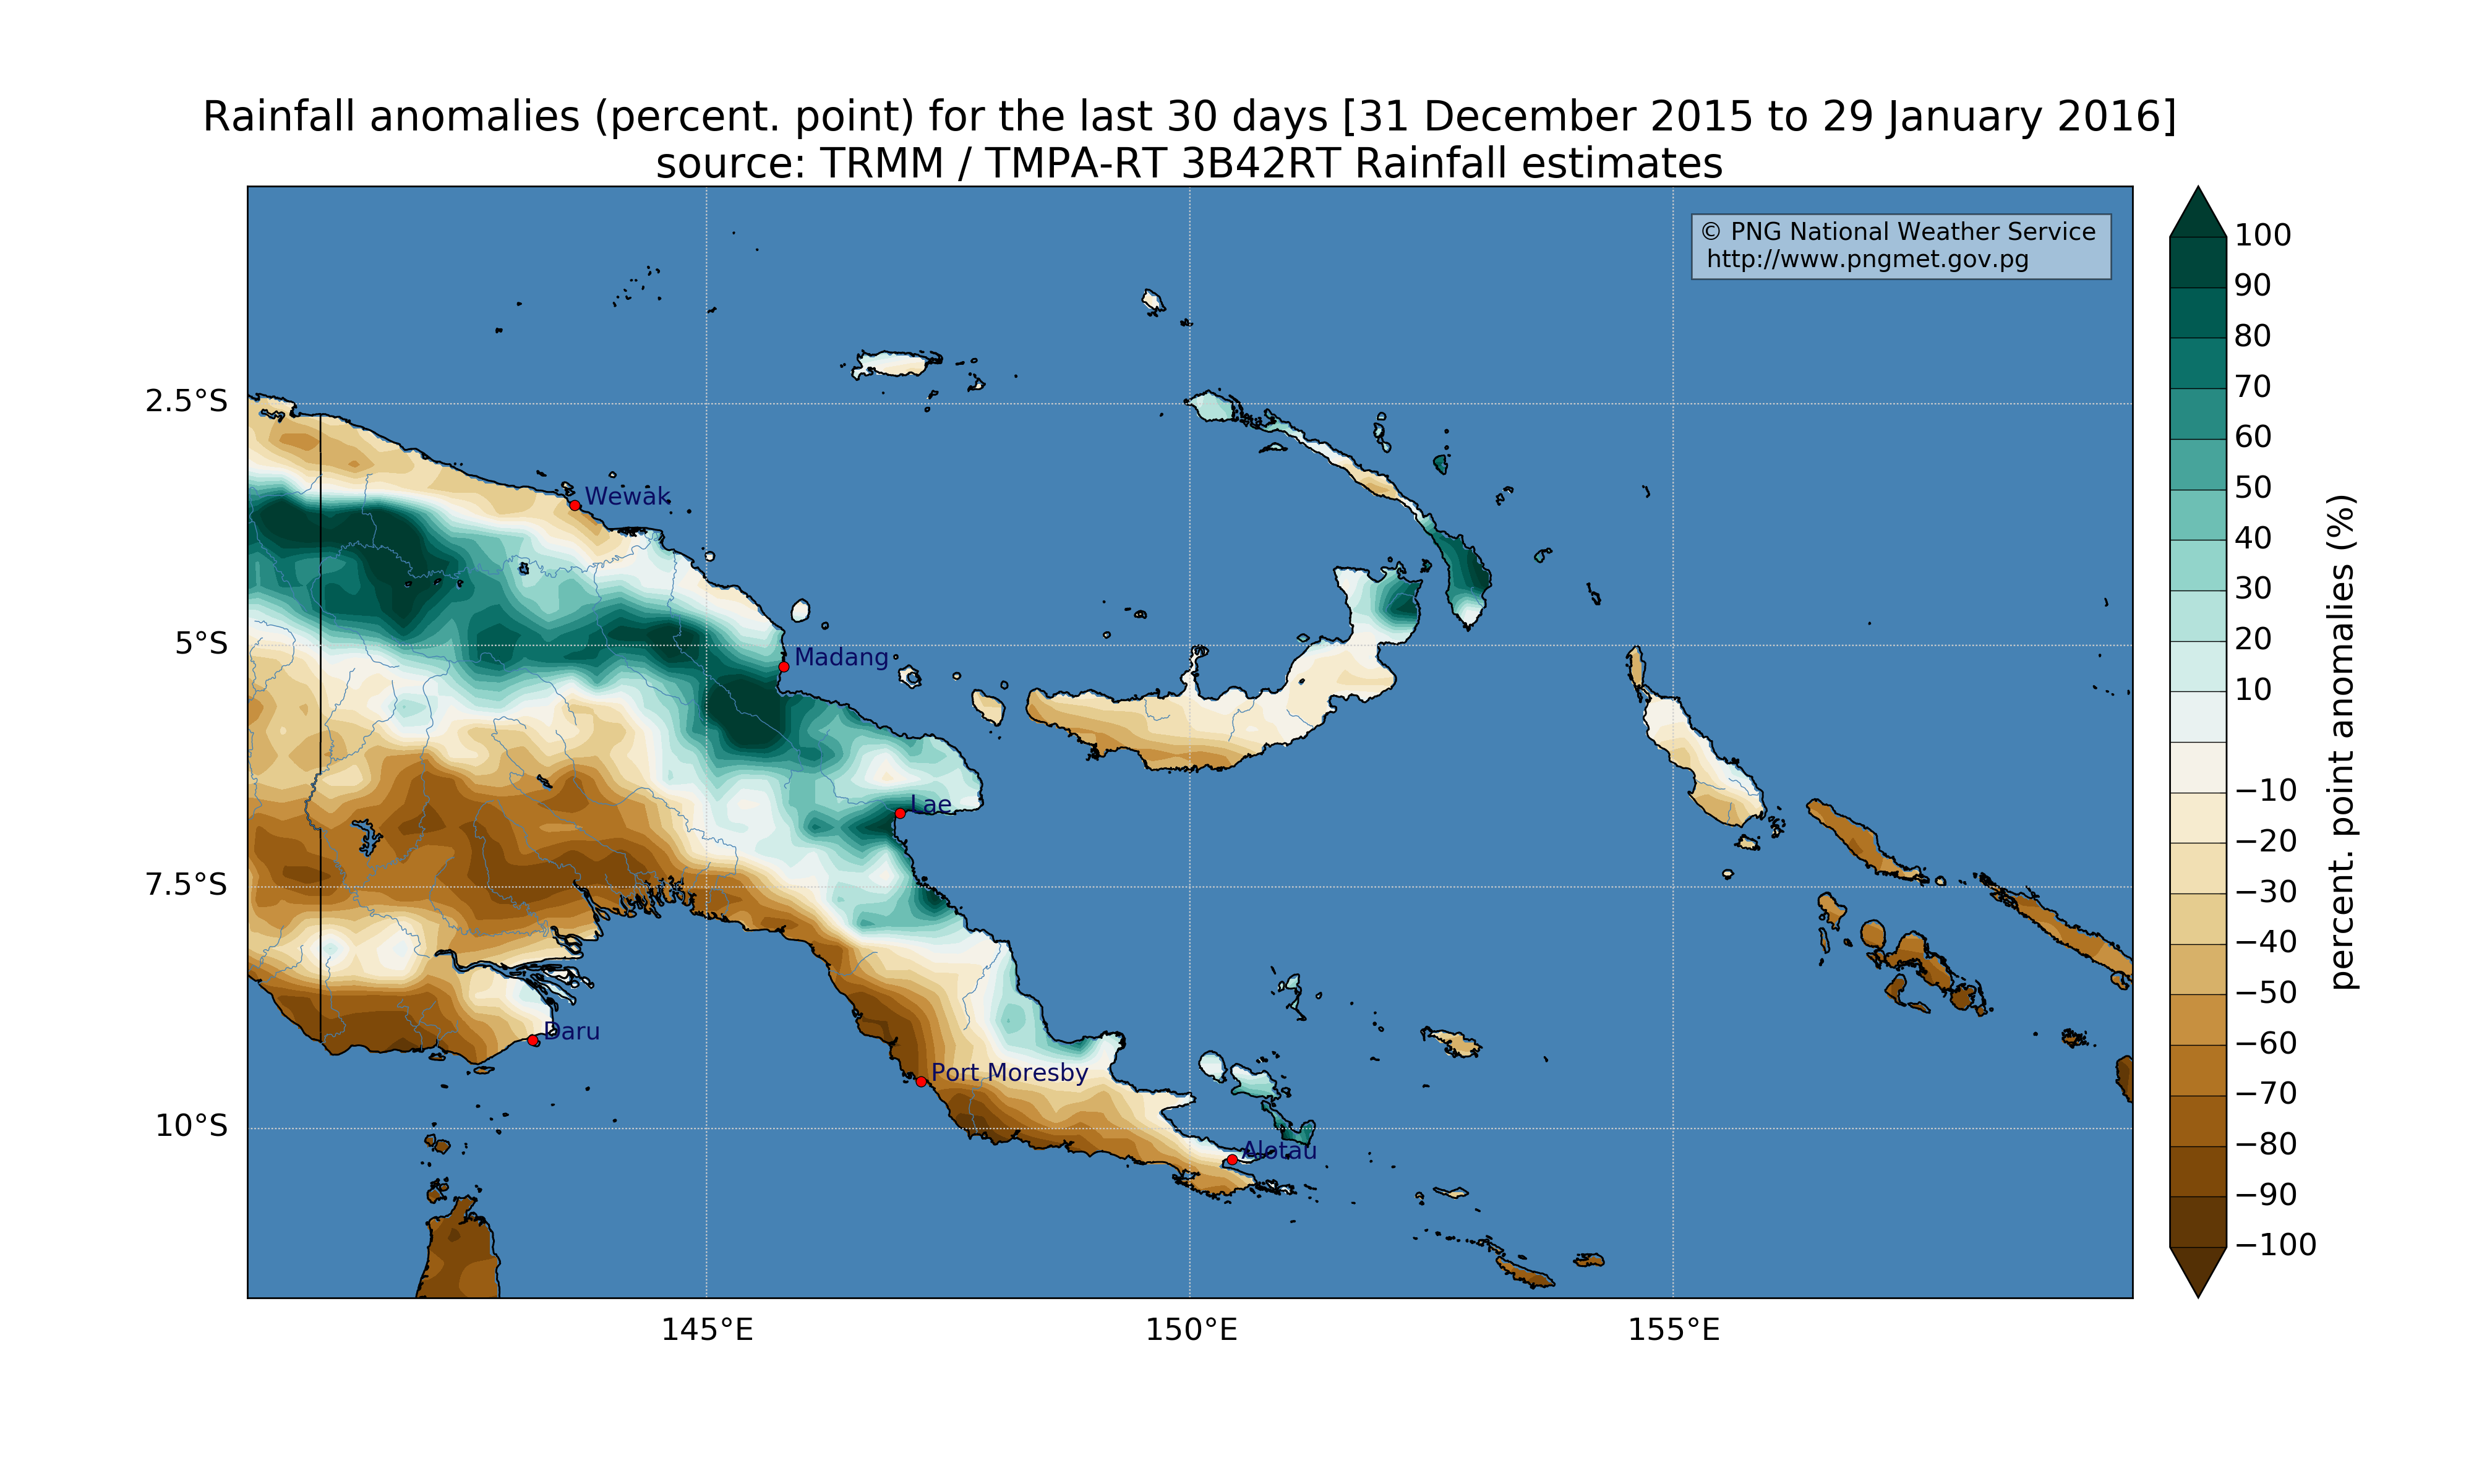 Rainfall anomalies (percent. point) for the last 30 days [31 December 2015 to 29 January 2016]
source: TRMM / TMPA-RT 3B42RT Rainfall estimates
© PNG National Weather Service
http://www.pngmet.gov.pg
2.5°S
5°S
7.5°S
10°S
145°E
150°E
155°E
Wewak
Madang
Lae
Daru
Port Moresby
Alotau
100
90
80
70
60
50
40
30
20
10
−10
−20
−30
−40
−50
−60
−70
−80
−90
−100
percent. point anomalies (%)